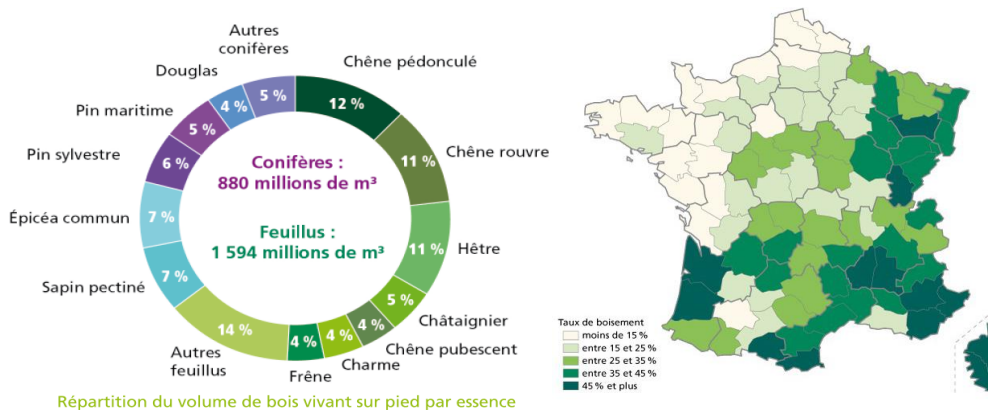 Autres
conifères
5 %
Chêne pédonculé
12 %
Chêne rouvre
11 %
Hêtre
11 %
Châtaignier
5 %
Chêne pubescent
4 %
Charme
4 %
Frêne
4 %
Autres
feuillus
14 %
Sapin pectiné
7 %
Épicéa commun
7 %
Pin sylvestre
6 %
Pin maritime
5 %
Douglas
4 %
Conifères :
880 millions de m³
Feuillus :
1 594 millions de m³
Répartition du volume de bois vivant sur pied par essence
Taux de boisement
moins de 15 %
entre 15 et 25 %
entre 25 et 35 %
entre 35 et 45 %
45 % et plus